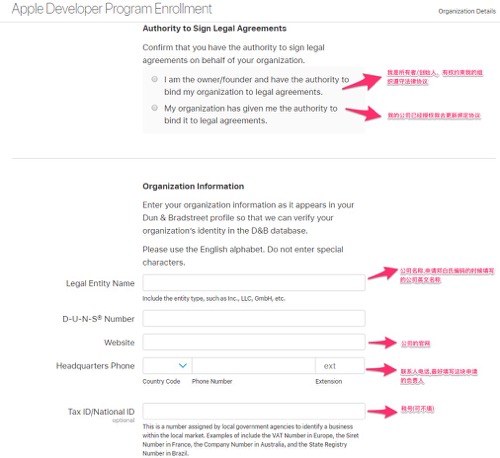 Apple Developer Program Enrollment
Organization Details
Authority to Sign Legal Agreements
Confirm that you have the authority to sign legal
agreements on behalf of your organization.
I am the owner/founder and have the authority to
bind my organization to legal agreements.
我是所有者/创始人，有权约束我的组
织遵守法律协议
My organization has given me the authority to
bind it to legal agreements.
我的公司已经授权我去更新绑定协议
Organization Information
Enter your organization information as it appears in your
Dun & Bradstreet profile so that we can verify your
organization's identity in the D&B database.
Please use the English alphabet. Do not enter special
characters.
Legal Entity Name
公司名称,申请邓白氏编码的时候填写
的公司英文名称
Include the entity type, such as Inc., LLC, GmbH, etc.
D-U-N-S® Number
Website
公司的官网
Headquarters Phone
ext
联系人电话,最好填写这块申请
的负责人
Country Code
Phone Number
Extension
Tax ID/National ID
optional
税号(可不填)
This is a number assigned by local government agencies to identify a
business within the local market. Examples of include the VAT Number in Europe, the Siret
Number in France, the Company Number in Australia, and the State Registry
Number in Brazil.